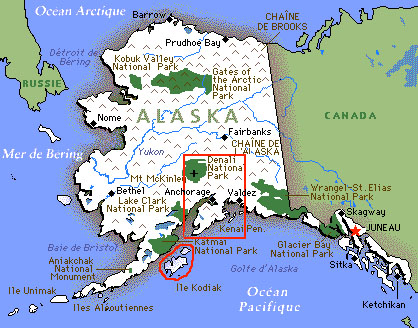 Océan Arctique
Barrow
CHAÎNE
DE BROOKS
Prudhoe Bay
Détroit de
Béring
Kobuk Valley
National Park
Gates of
the Arctic
National Park
RUSSIE
ALASKA
CANADA
Nome
Fairbanks
Mer de Bering
Yukon
CHAÎNE DE
L'ALASKA
Denali
National
Park
Mt McKinley
Wrangel-St.Elias
National Park
Bethel
Anchorage
Valdez
Lake Clark
National Park
Skagway
JUNEAU
Kenai Pen.
Baie de Bristol
Katmai
National Park
Glacier Bay
National Park
Aniakchak
National
Monument
Golfe d'Alaska
Sitka
Ile Unimak
Ile Kodiak
Ketchikan
Iles Aléoutiennes
Océan
Pacifique